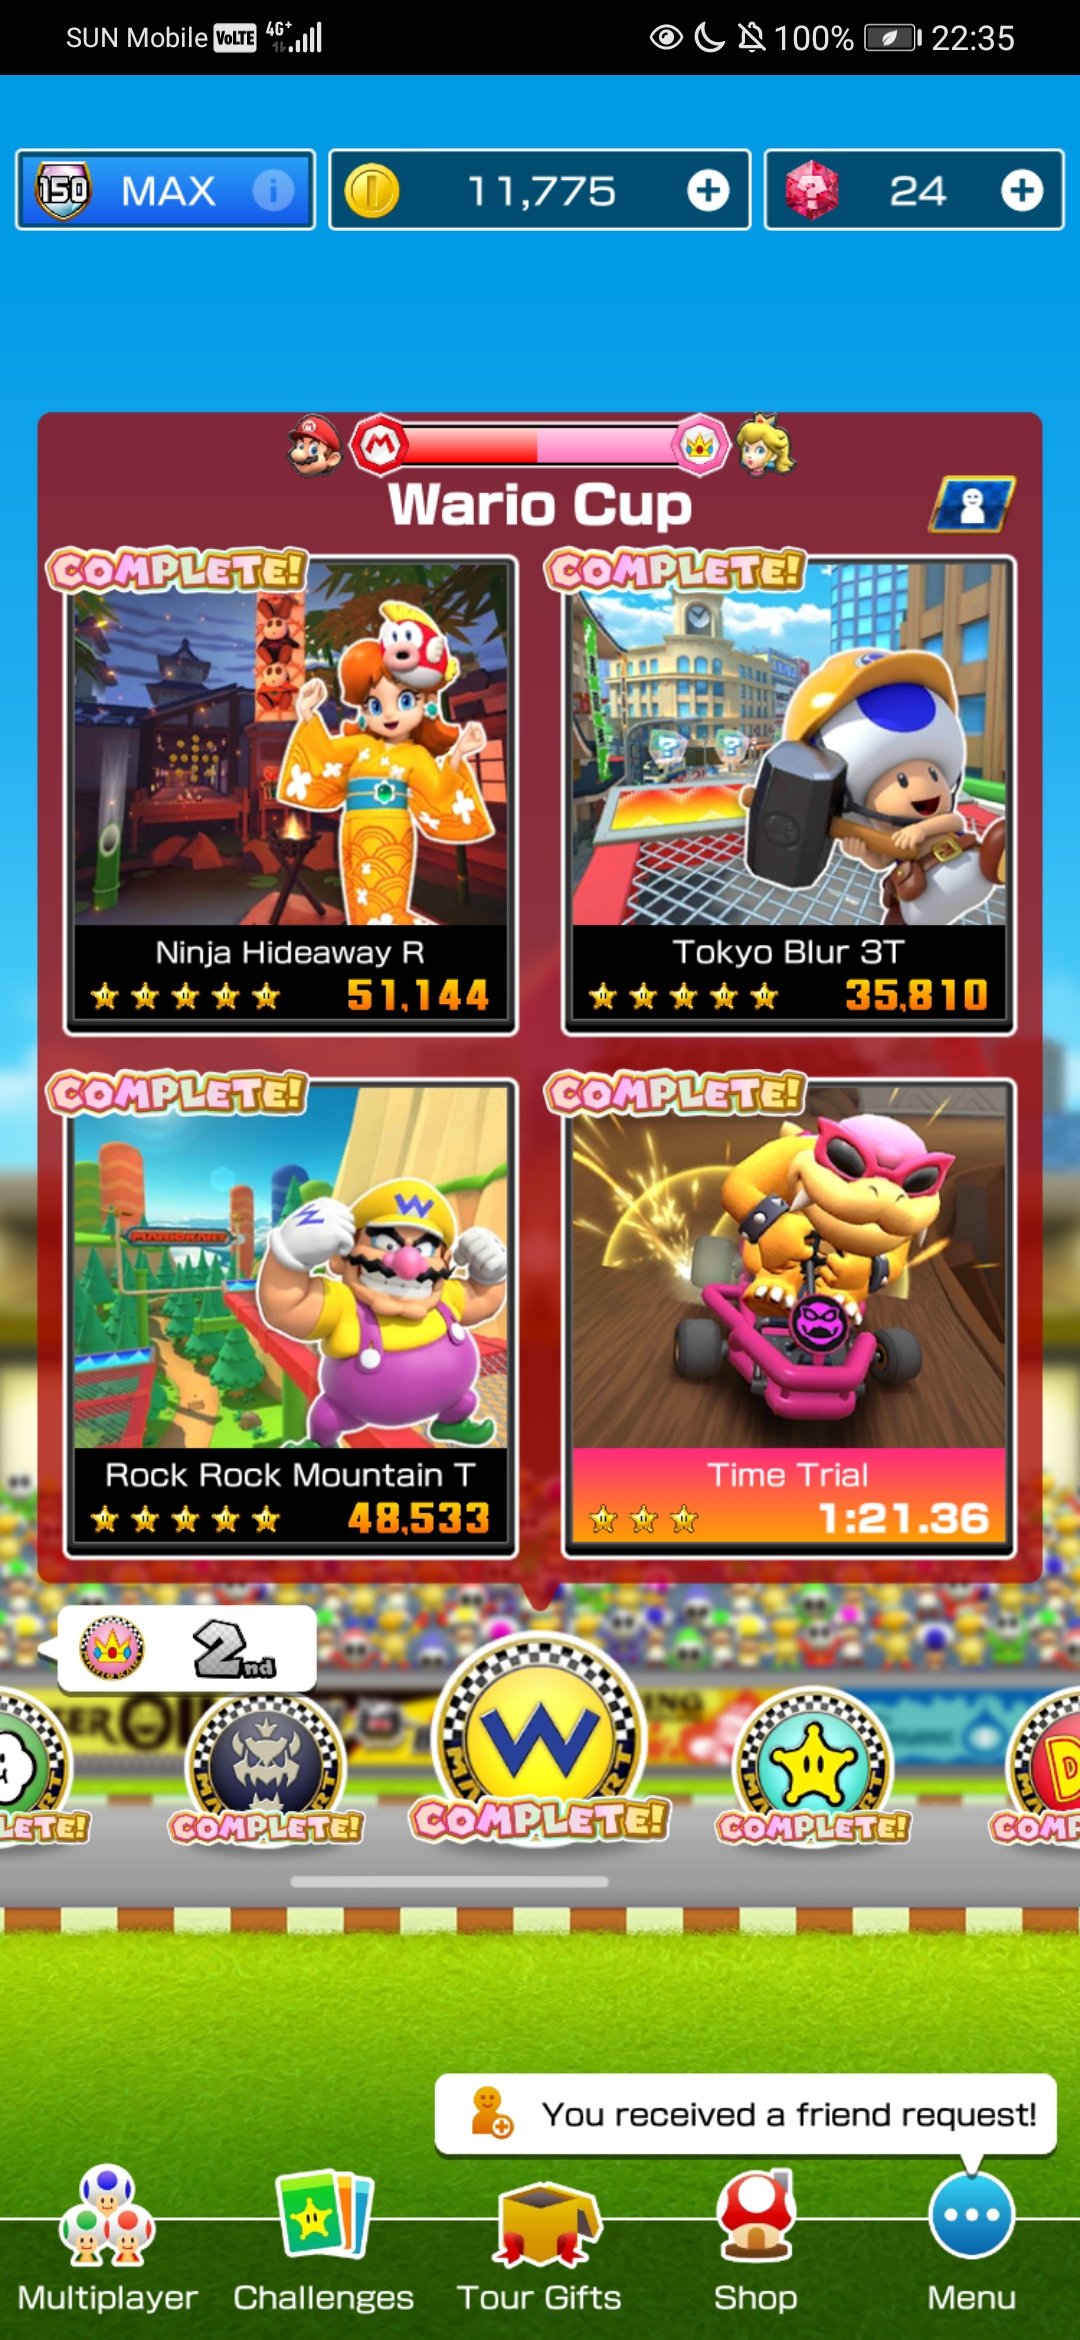 SUN Mobile VoLTE 4G+ 100% 22:35
150 MAX i 11,775 24
Wario Cup
COMPLETE! COMPLETE!
Ninja Hideaway R Tokyo Blur 3T
51,144 35,810
COMPLETE! COMPLETE!
MARIOKART
Rock Rock Mountain T Time Trial
48,533 1:21.36
2nd
COMPLETE! COMPLETE! COMPLETE!
You received a friend request!
Multiplayer Challenges Tour Gifts Shop Menu